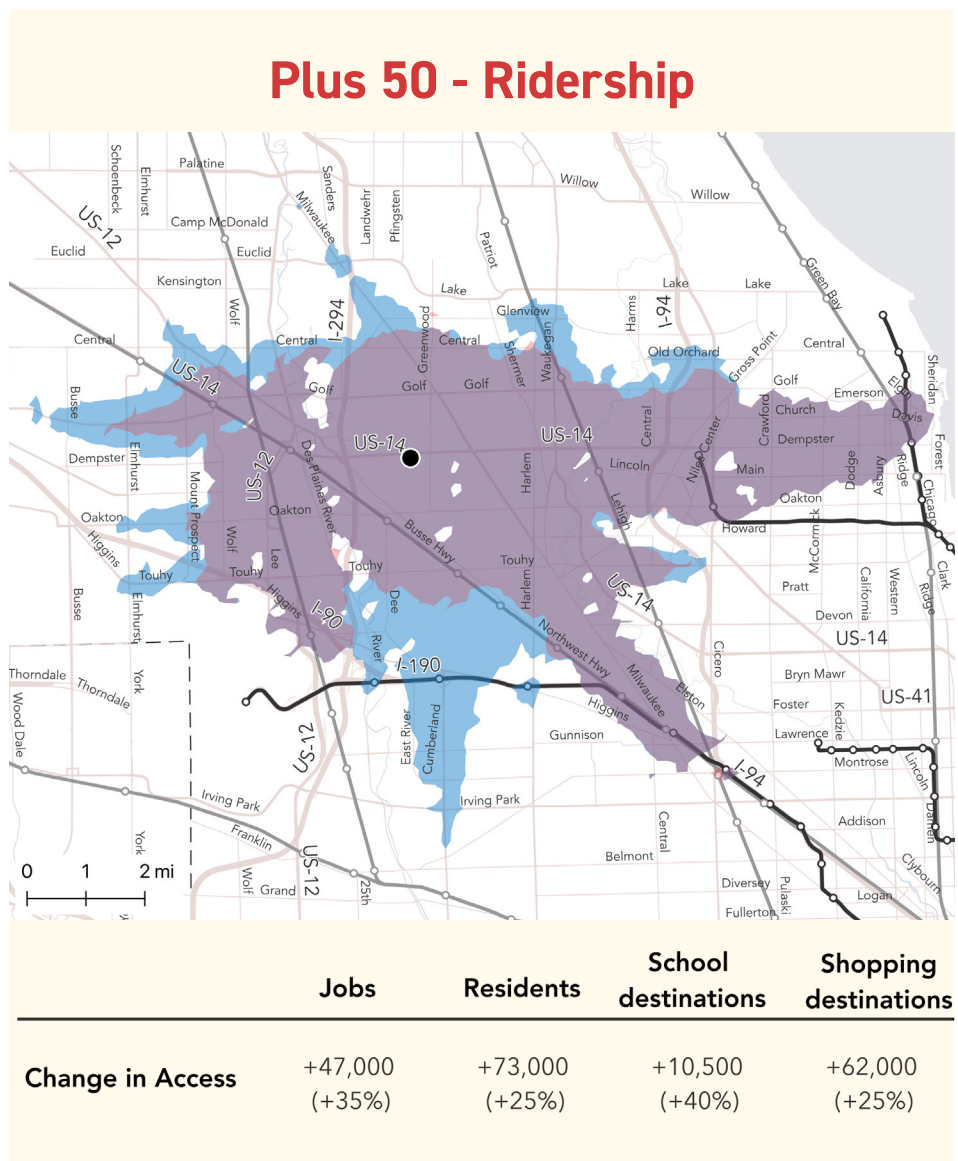 Plus 50 - Ridership
Schoenbeck
Elmhurst
Palatine
Sanders
Milwaukee
Landwehr
Pfingsten
Willow
Willow
US-12
Camp McDonald
Euclid
Euclid
Patriot
Kensington
Wolf
Lake
Lake
Lake
Green Bay
I-294
Greenwood
Glenview
Harms
I-94
Central
Central
Central
Shermer
Waukegan
Old Orchard
Gross Point
Central
US-14
Golf
Golf
Golf
Golf
Emerson
Elgin
Sheridan
Busse
Central
Crawford
Church
Davis
US-14
US-14
Dempster
Dempster
Elmhurst
US-12
Des Plaines River
Harlem
Lincoln
Niles Center
Main
Dodge
Asbury
Ridge
Forest
Mount Prospect
Oakton
Oakton
Oakton
Lehigh
Chicago
Busse Hwy
Howard
McCormick
Higgins
Wolf
Lee
Touhy
Touhy
Touhy
Touhy
Harlem
US-14
Clark
Busse
Elmhurst
Higgins
I-90
Dee
Pratt
California
Western
Ridge
Devon
US-14
River
Northwest Hwy
I-190
Milwaukee
Elston
Cicero
Thorndale
Thorndale
York
Bryn Mawr
US-41
Wood Dale
Higgins
Foster
Kedzie
US-12
East River
Cumberland
Gunnison
Lawrence
Montrose
Lincoln
I-94
Irving Park
Irving Park
Addison
Damen
York
Franklin
Central
Belmont
Clybourn
0 1 2 mi
US-12
Wolf
Grand
25th
Diversey
Pulaski
Logan
Fullerton
Jobs
Residents
School
destinations
Shopping
destinations
Change in Access
+47,000
(+35%)
+73,000
(+25%)
+10,500
(+40%)
+62,000
(+25%)